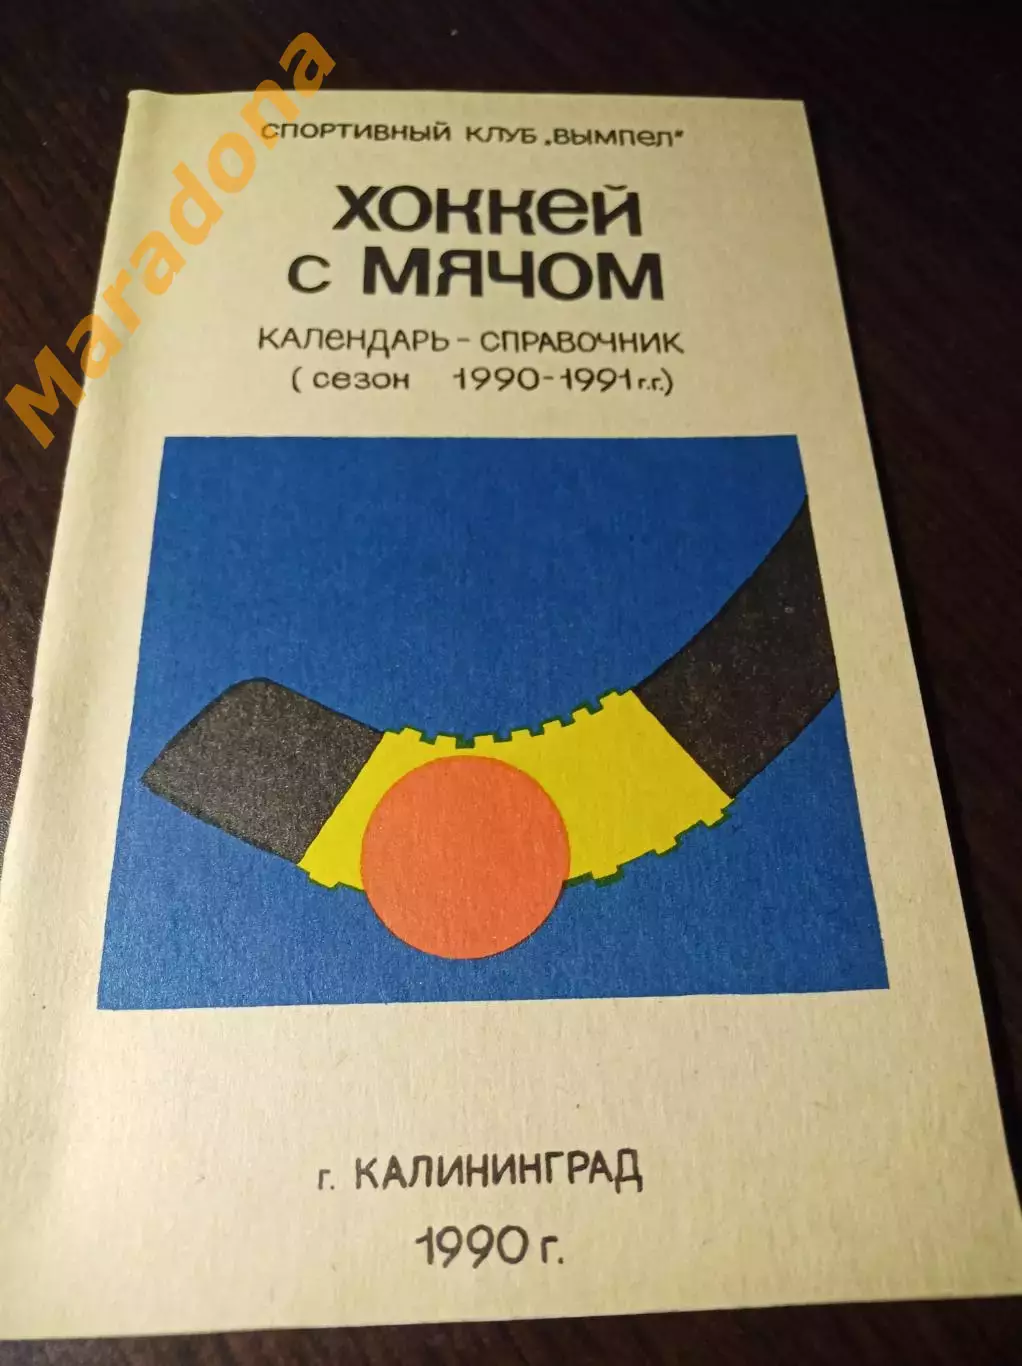 Maradona
СПОРТИВНЫЙ КЛУБ „ВЫМПЕЛ"
ХОККЕЙ
С МЯЧОМ
КАЛЕНДАРЬ - СПРАВОЧНИК
( сезон 1990-1991 г.г.)
г. КАЛИНИНГРАД
1990 г.